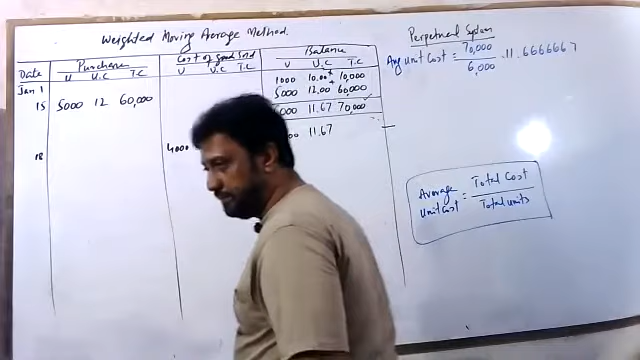 Weighted Moving Average Method.
Perpetual System
Date Purchases Cost of good Sold Balance
U U.C T.C U U.C T.C U U.C T.C
Jan 1 1000 10.00 10,000
15 5000 12 60,000 5000 12.00 60,000
6000 11.67 70,000
18 4000 11.67
Avg unit Cost = 70,000 / 6,000 = 11.6666667
Average Unit Cost = Total Cost / Total units